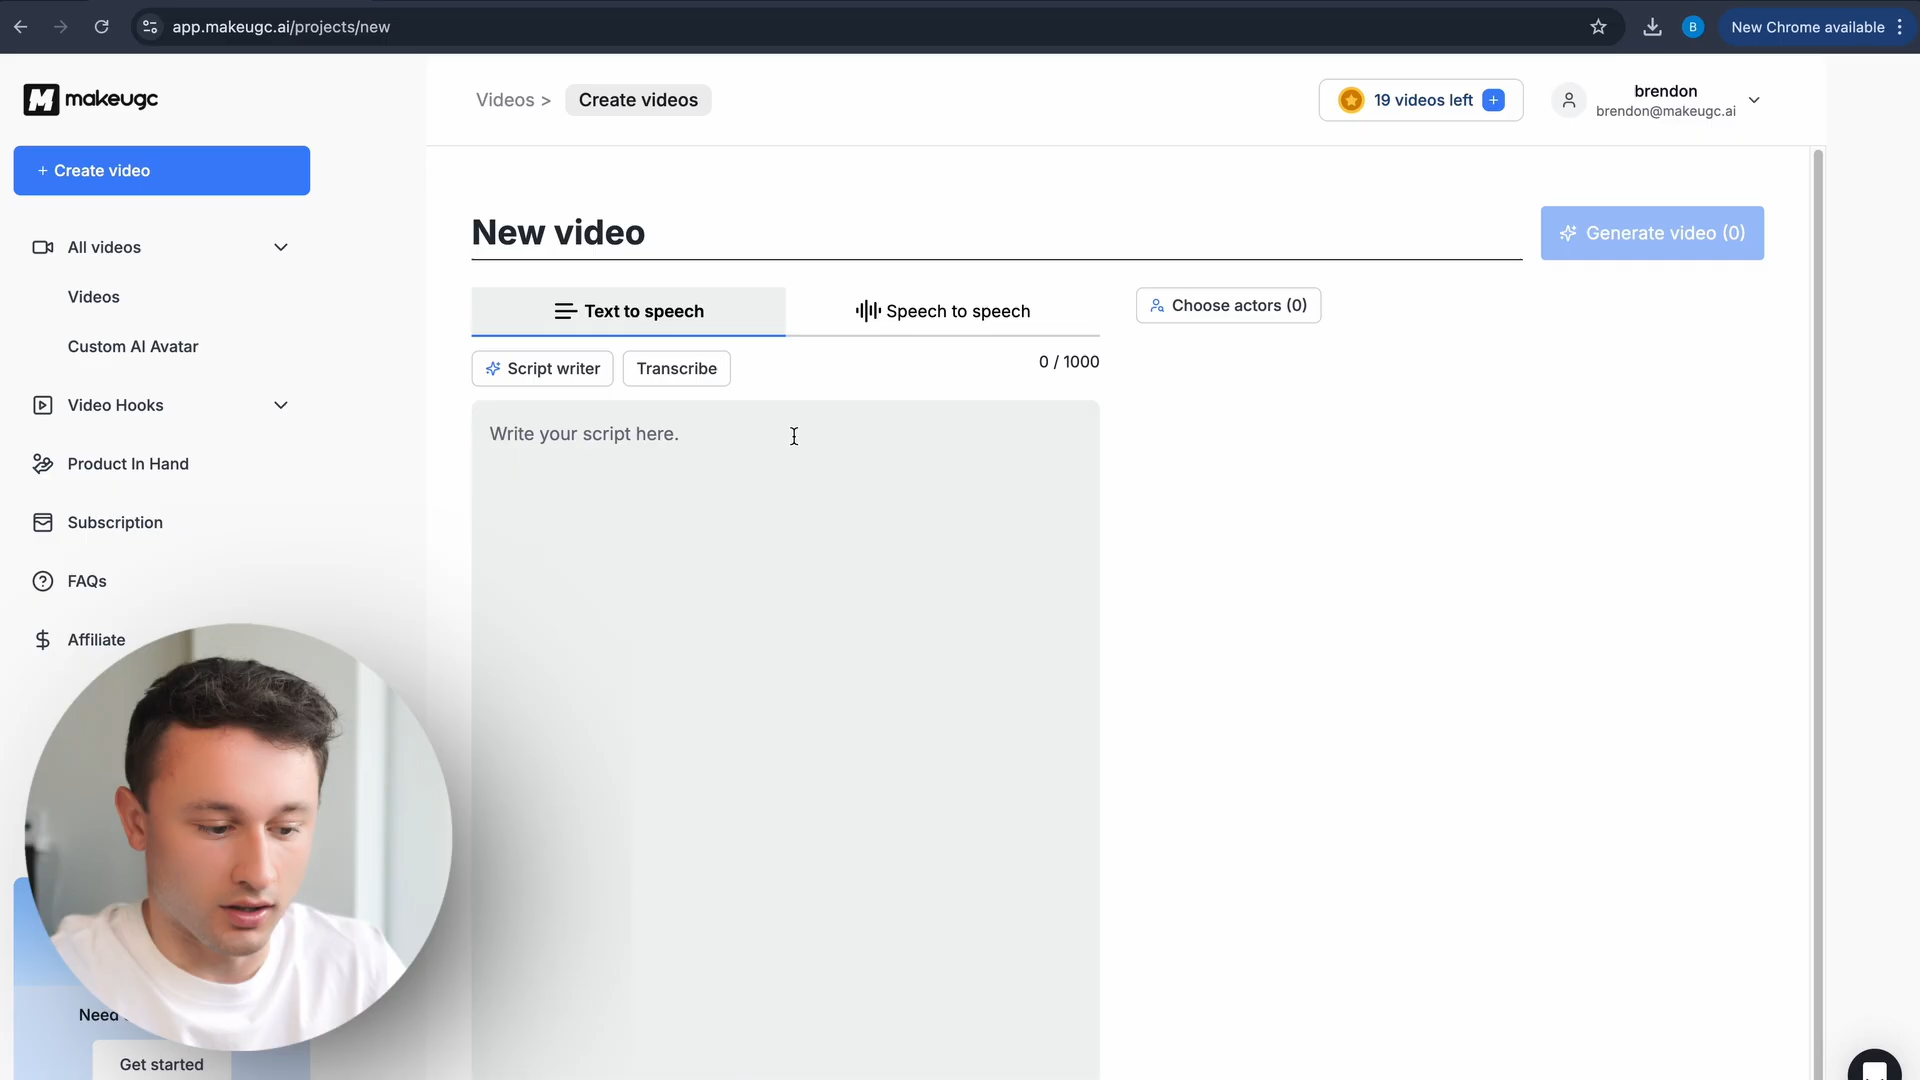 app.makeugc.ai/projects/new
B
New Chrome available
makeugc
Videos >
Create videos
19 videos left
brendon
brendon@makeugc.ai
+ Create video
All videos
Videos
Custom AI Avatar
Video Hooks
Product In Hand
Subscription
FAQs
Affiliate
Need
Get started
New video
Generate video (0)
Text to speech
Speech to speech
Choose actors (0)
Script writer
Transcribe
0 / 1000
Write your script here.